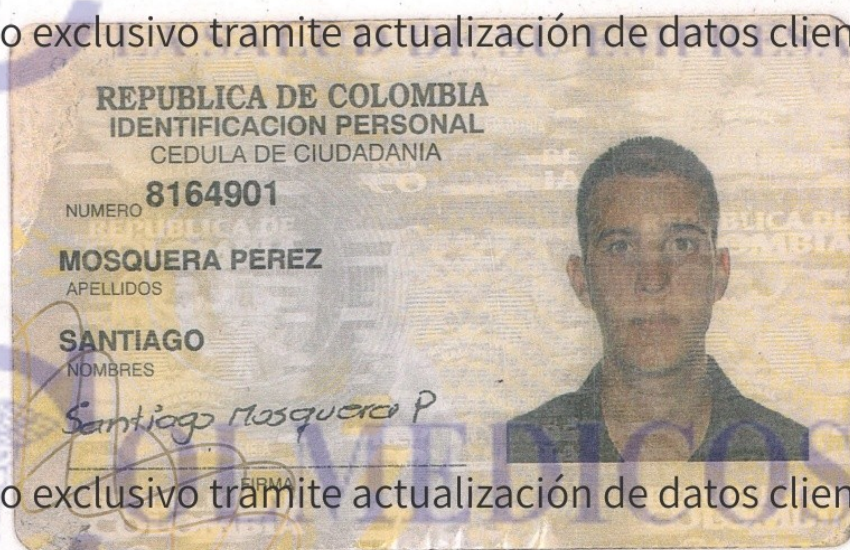 o exclusivo tramite actualización de datos clien
REPUBLICA DE COLOMBIA
IDENTIFICACION PERSONAL
CEDULA DE CIUDADANIA
NUMERO 8164901
MOSQUERA PEREZ
APELLIDOS
SANTIAGO
NOMBRES
Santiago Mosquera P
FIRMA
MEDICOS
o exclusivo tramite actualización de datos clien